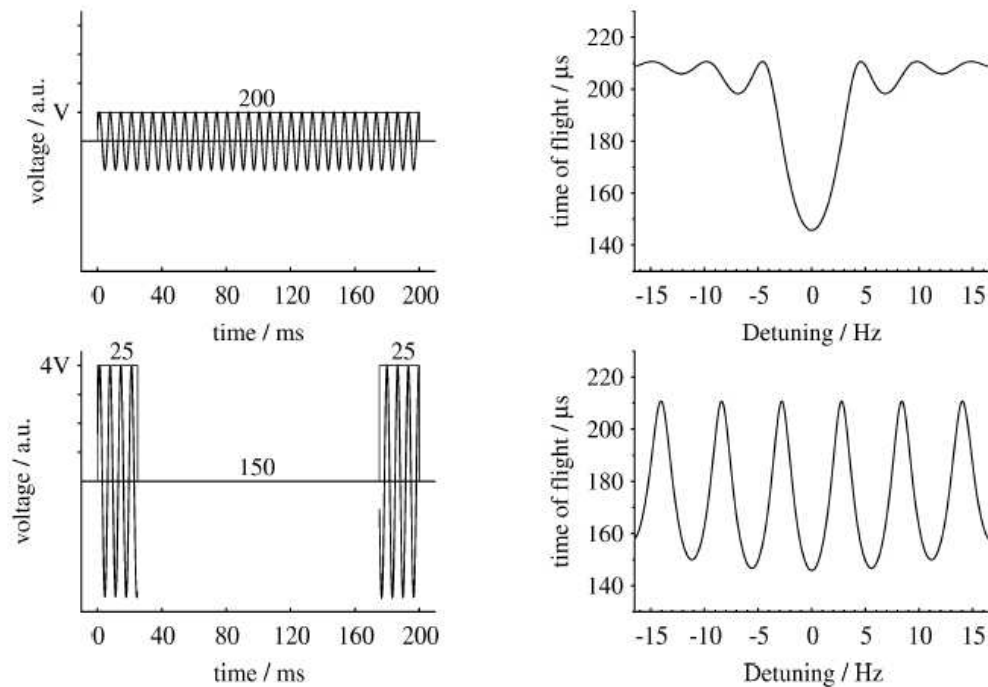 voltage / a.u.
V
200
0 40 80 120 160 200
time / ms
time of flight / μs
220
200
180
160
140
-15 -10 -5 0 5 10 15
Detuning / Hz
voltage / a.u.
4V
25
150
25
0 40 80 120 160 200
time / ms
time of flight / μs
220
200
180
160
140
-15 -10 -5 0 5 10 15
Detuning / Hz